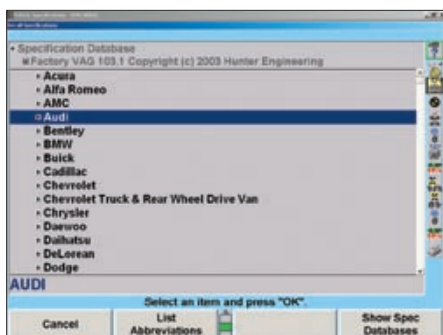 Specification Database
Factory VAG 103.1 Copyright (c) 2003 Hunter Engineering
Acura
Alfa Romeo
AMC
Audi
Bentley
BMW
Buick
Cadillac
Chevrolet
Chevrolet Truck & Rear Wheel Drive Van
Chrysler
Daewoo
Daihatsu
DeLorean
Dodge
AUDI
Select an item and press "OK".
Cancel
List
Abbreviations
Show Spec
Databases